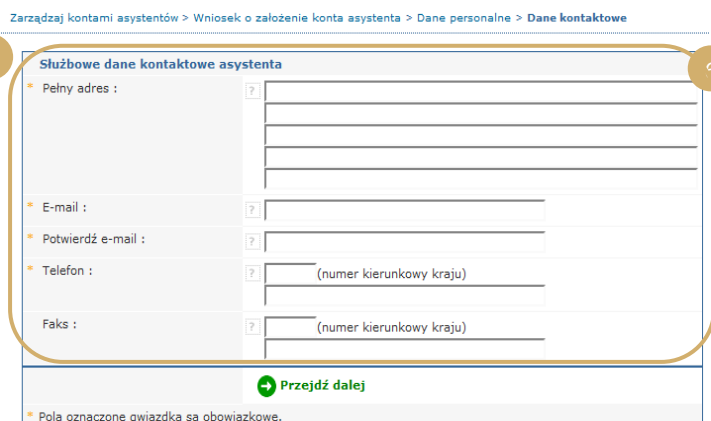 Zarządzaj kontami asystentów > Wniosek o założenie konta asystenta > Dane personalne > Dane kontaktowe
Służbowe dane kontaktowe asystenta
* Pełny adres : ?
* E-mail : ?
* Potwierdź e-mail : ?
* Telefon : ? (numer kierunkowy kraju)
Faks : ? (numer kierunkowy kraju)
Przejdź dalej
* Pola oznaczone gwiazdką są obowiązkowe.